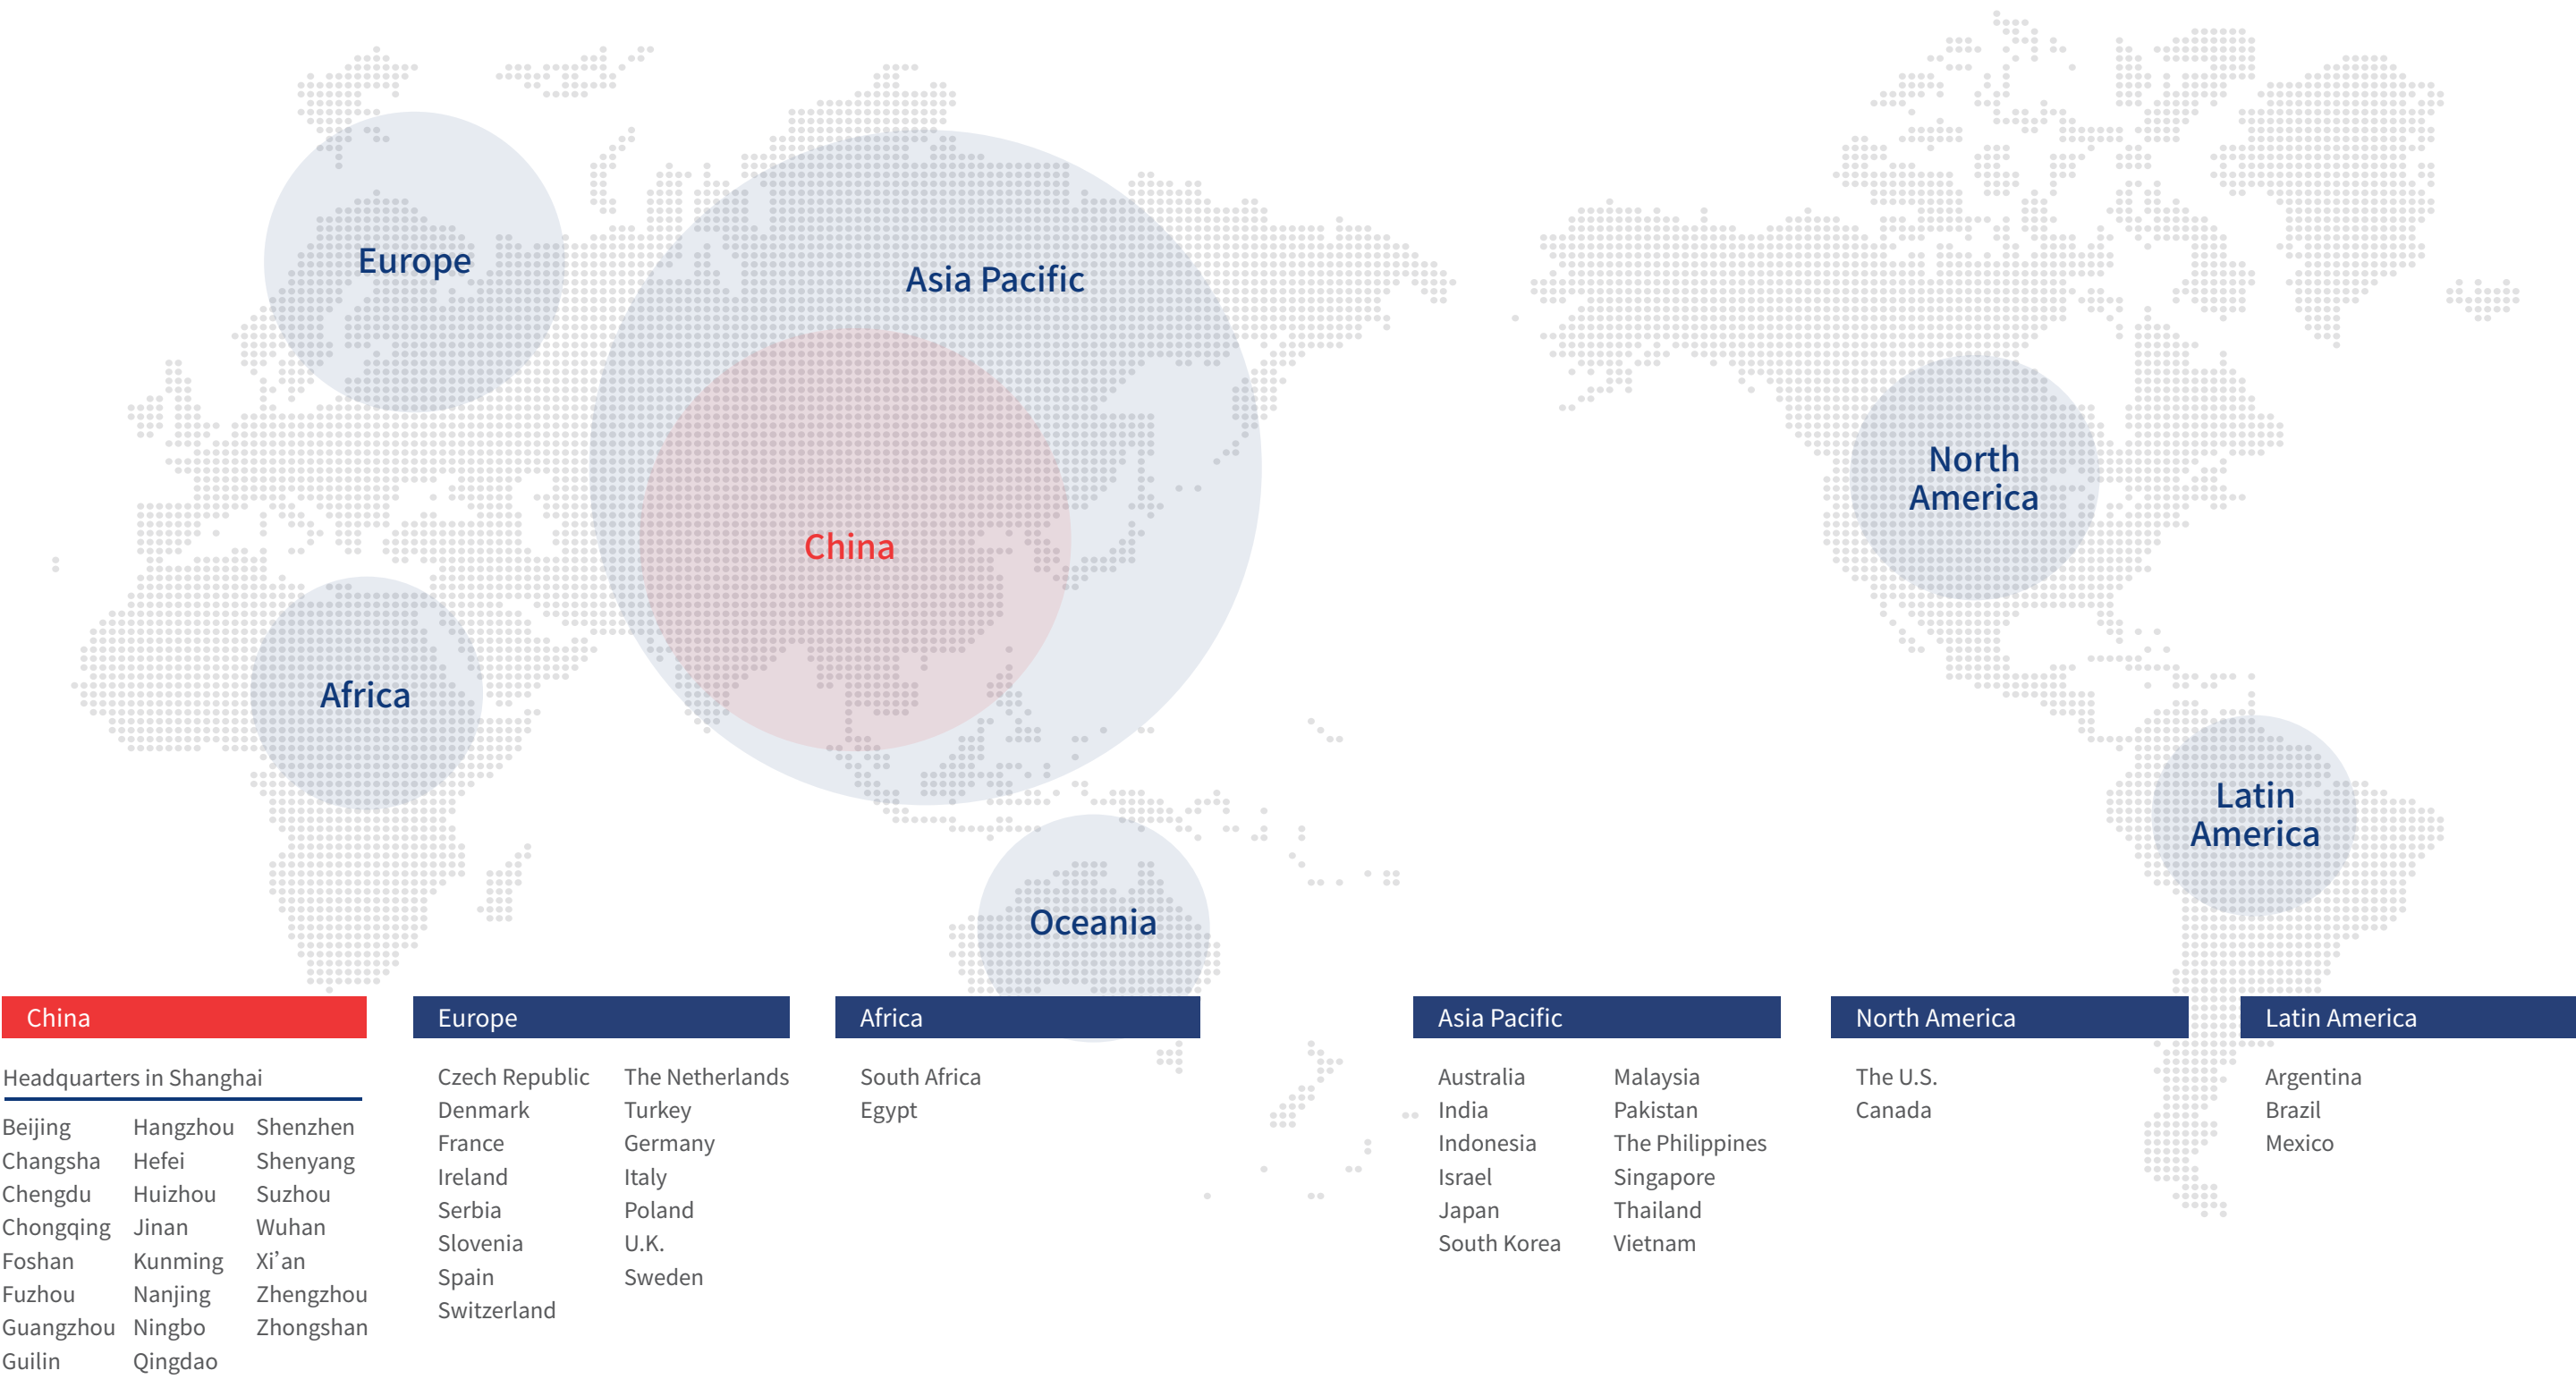 Europe
Asia Pacific
China
North
America
Africa
Latin
America
Oceania
China
Headquarters in Shanghai
Beijing
Changsha
Chengdu
Chongqing
Foshan
Fuzhou
Guangzhou
Guilin
Hangzhou
Hefei
Huizhou
Jinan
Kunming
Nanjing
Ningbo
Qingdao
Shenzhen
Shenyang
Suzhou
Wuhan
Xi’an
Zhengzhou
Zhongshan
Europe
Czech Republic
Denmark
France
Ireland
Serbia
Slovenia
Spain
Switzerland
The Netherlands
Turkey
Germany
Italy
Poland
U.K.
Sweden
Africa
South Africa
Egypt
Asia Pacific
Australia
India
Indonesia
Israel
Japan
South Korea
Malaysia
Pakistan
The Philippines
Singapore
Thailand
Vietnam
North America
The U.S.
Canada
Latin America
Argentina
Brazil
Mexico